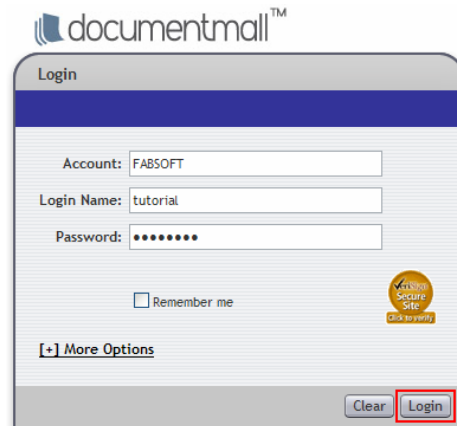 documentmall™
Login
Account: FABSOFT
Login Name: tutorial
Password: ••••••••
Remember me
VeriSign
Secure
Site
Click to verify
[+] More Options
Clear Login